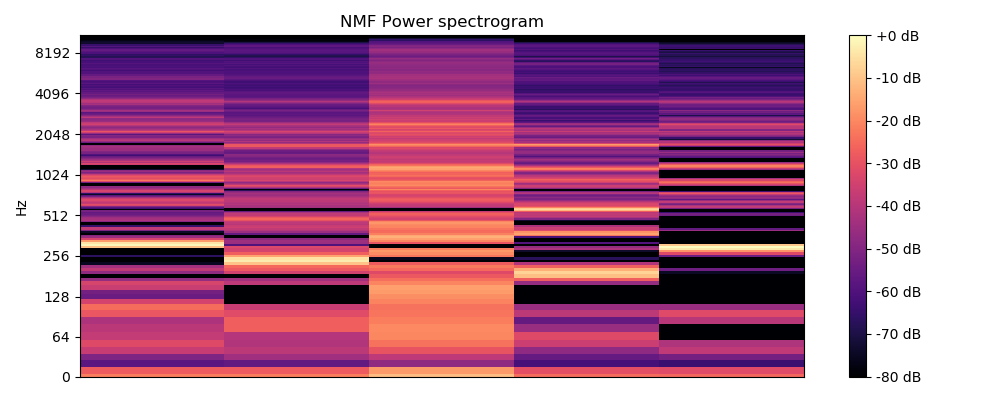 NMF Power spectrogram
Hz
8192
4096
2048
1024
512
256
128
64
0
+0 dB
-10 dB
-20 dB
-30 dB
-40 dB
-50 dB
-60 dB
-70 dB
-80 dB